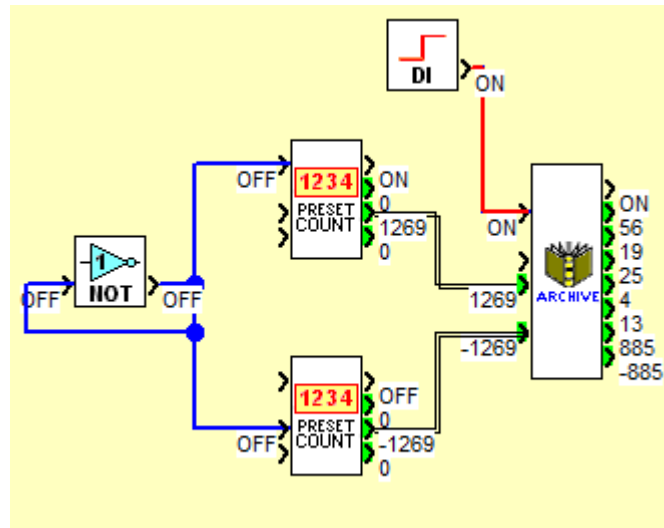 DI
ON
1234
PRESET
COUNT
OFF
ON
0
1269
0
1
NOT
OFF
OFF
ON
1269
-1269
ARCHIVE
ON
56
19
25
4
13
885
-885
1234
PRESET
COUNT
OFF
OFF
0
-1269
0